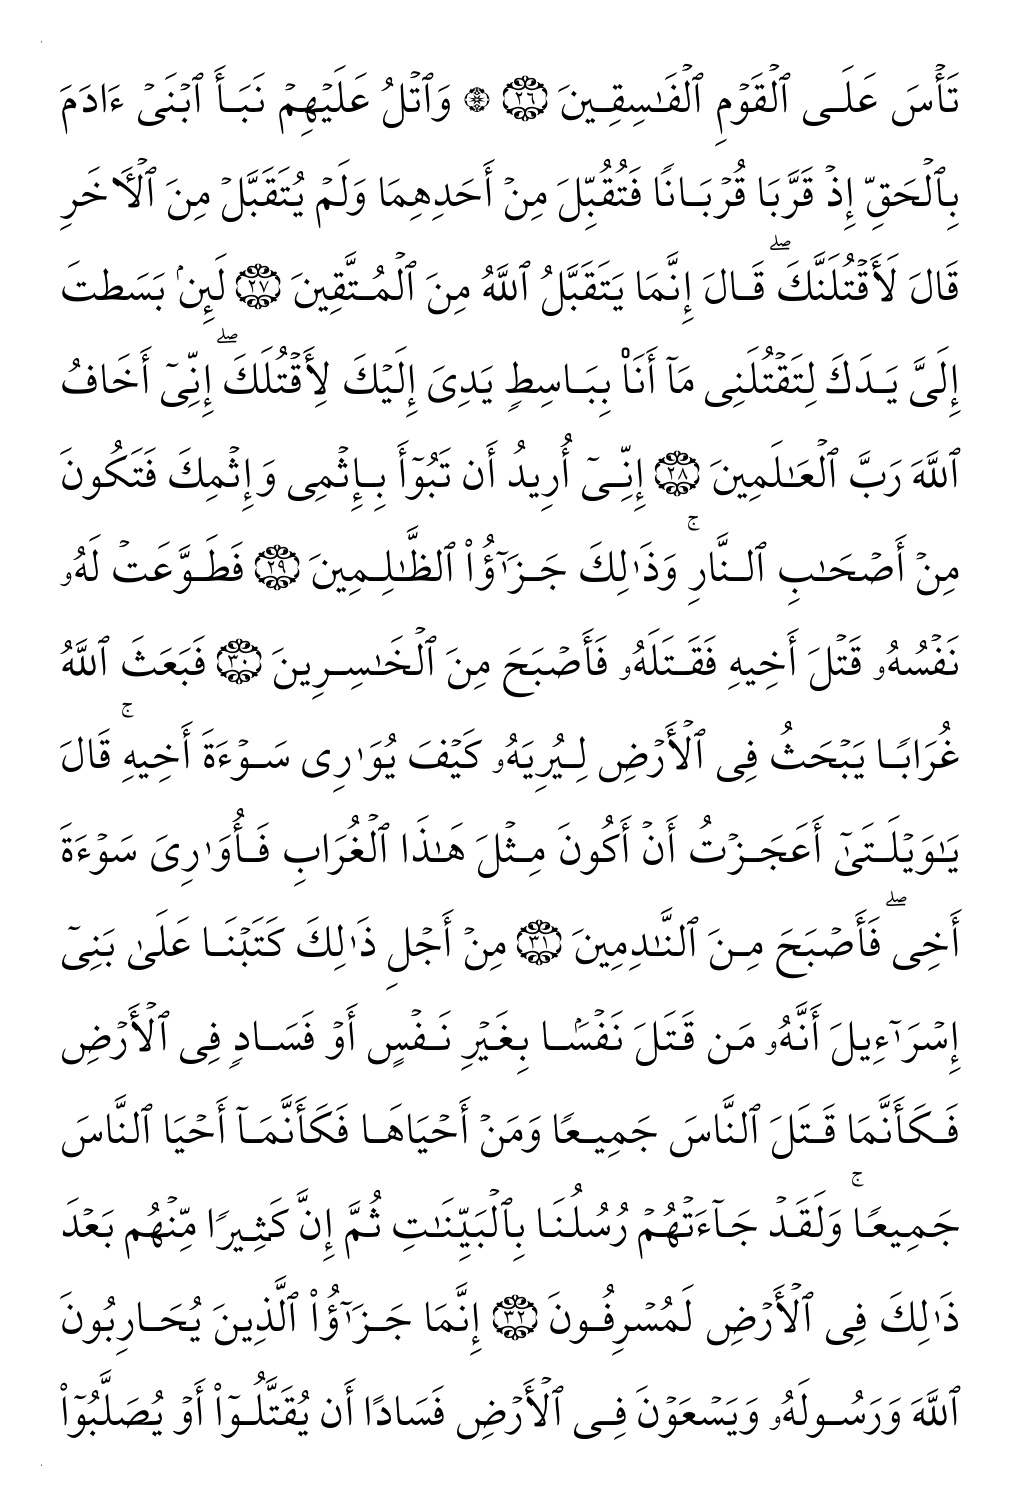 تَأۡسَ عَلَى ٱلۡقَوۡمِ ٱلۡفَـٰسِقِينَ ٢٦ ۞ وَٱتۡلُ عَلَيۡهِمۡ نَبَأَ ٱبۡنَىۡ ءَادَمَ
بِٱلۡحَقِّ إِذۡ قَرَّبَا قُرۡبَانٗا فَتُقُبِّلَ مِنۡ أَحَدِهِمَا وَلَمۡ يُتَقَبَّلۡ مِنَ ٱلۡأٓخَرِ
قَالَ لَأَقۡتُلَنَّكَۖ قَالَ إِنَّمَا يَتَقَبَّلُ ٱللَّهُ مِنَ ٱلۡمُتَّقِينَ ٢٧ لَئِنۢ بَسَطتَ
إِلَىَّ يَدَكَ لِتَقۡتُلَنِى مَآ أَنَا۠ بِبَاسِطٖ يَدِىَ إِلَيۡكَ لِأَقۡتُلَكَۖ إِنِّىٓ أَخَافُ
ٱللَّهَ رَبَّ ٱلۡعَـٰلَمِينَ ٢٨ إِنِّىٓ أُرِيدُ أَن تَبُوٓأَ بِإِثۡمِى وَإِثۡمِكَ فَتَكُونَ
مِنۡ أَصۡحَـٰبِ ٱلنَّارِۚ وَذَٰلِكَ جَزَـٰٓؤُاْ ٱلظَّـٰلِمِينَ ٢٩ فَطَوَّعَتۡ لَهُۥ
نَفۡسُهُۥ قَتۡلَ أَخِيهِ فَقَتَلَهُۥ فَأَصۡبَحَ مِنَ ٱلۡخَـٰسِرِينَ ٣٠ فَبَعَثَ ٱللَّهُ
غُرَابٗا يَبۡحَثُ فِى ٱلۡأَرۡضِ لِيُرِيَهُۥ كَيۡفَ يُوَٰرِى سَوۡءَةَ أَخِيهِۚ قَالَ
يَـٰوَيۡلَتَىٰٓ أَعَجَزۡتُ أَنۡ أَكُونَ مِثۡلَ هَـٰذَا ٱلۡغُرَابِ فَأُوَٰرِىَ سَوۡءَةَ
أَخِىۖ فَأَصۡبَحَ مِنَ ٱلنَّـٰدِمِينَ ٣١ مِنۡ أَجۡلِ ذَٰلِكَ كَتَبۡنَا عَلَىٰ بَنِىٓ
إِسۡرَـٰٓءِيلَ أَنَّهُۥ مَن قَتَلَ نَفۡسَۢا بِغَيۡرِ نَفۡسٍ أَوۡ فَسَادٖ فِى ٱلۡأَرۡضِ
فَكَأَنَّمَا قَتَلَ ٱلنَّاسَ جَمِيعٗا وَمَنۡ أَحۡيَاهَا فَكَأَنَّمَآ أَحۡيَا ٱلنَّاسَ
جَمِيعٗاۚ وَلَقَدۡ جَآءَتۡهُمۡ رُسُلُنَا بِٱلۡبَيِّنَـٰتِ ثُمَّ إِنَّ كَثِيرٗا مِّنۡهُم بَعۡدَ
ذَٰلِكَ فِى ٱلۡأَرۡضِ لَمُسۡرِفُونَ ٣٢ إِنَّمَا جَزَـٰٓؤُاْ ٱلَّذِينَ يُحَارِبُونَ
ٱللَّهَ وَرَسُولَهُۥ وَيَسۡعَوۡنَ فِى ٱلۡأَرۡضِ فَسَادًا أَن يُقَتَّلُوٓاْ أَوۡ يُصَلَّبُوٓاْ